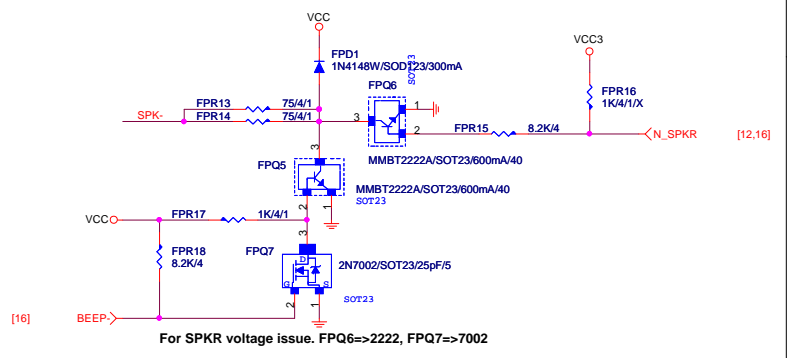 VCC
VCC3
FPD1
1N4148W/SOD123/300mA
SOT23
FPQ6
FPR16
1K/4/1/X
FPR13 75/4/1
SPK-
FPR14 75/4/1
3
1
2
FPR15 8.2K/4
N_SPKR [12,16]
MMBT2222A/SOT23/600mA/40
3
FPQ5
MMBT2222A/SOT23/600mA/40
SOT23
2
1
VCC
FPR17 1K/4/1
3
FPR18
8.2K/4
FPQ7
D
G
S
2N7002/SOT23/25pF/5
SOT23
2
1
[16] BEEP-
For SPKR voltage issue. FPQ6=>2222, FPQ7=>7002